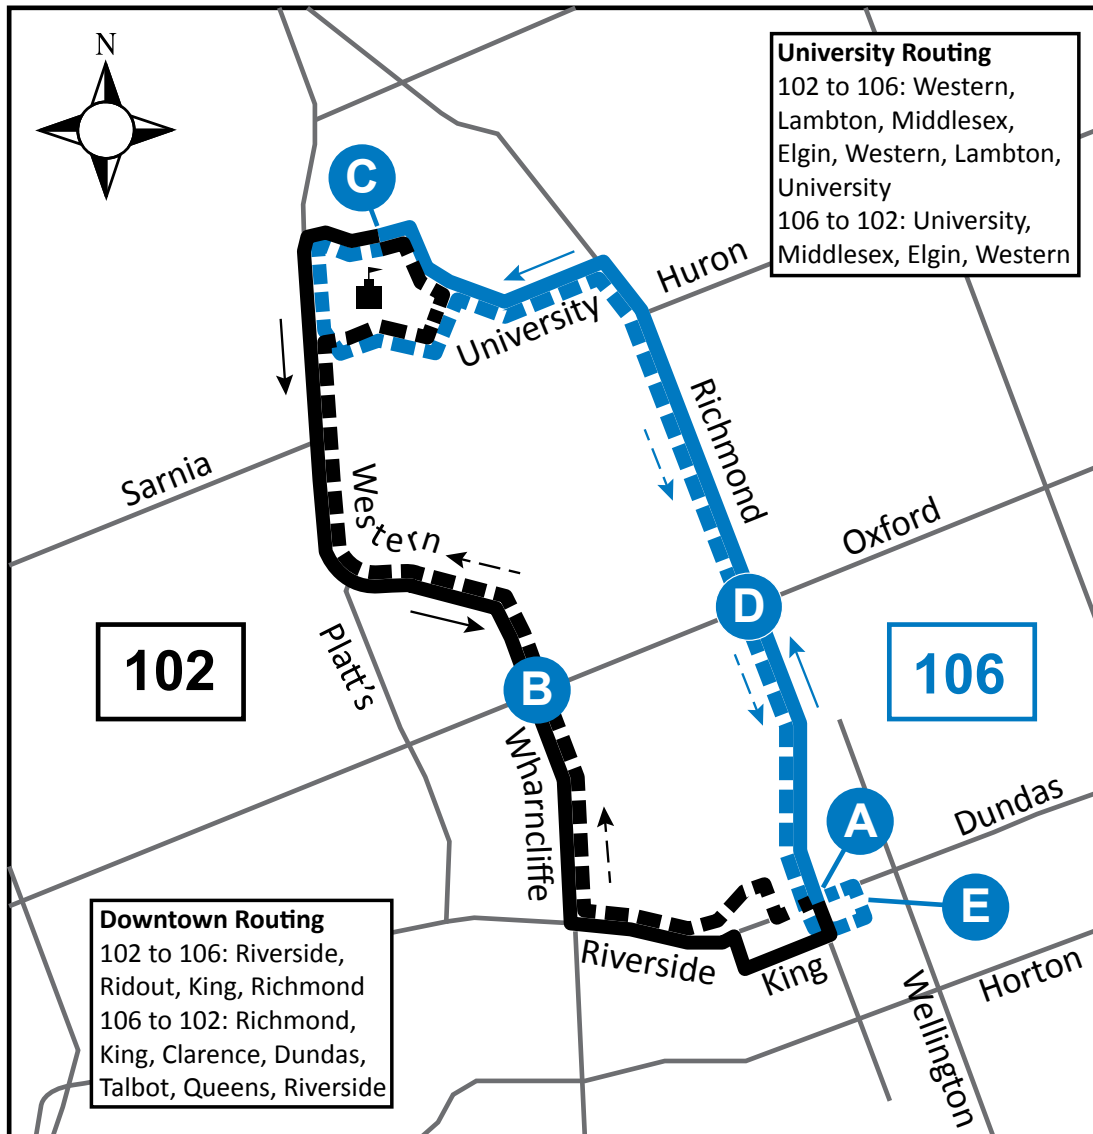 N
University Routing
102 to 106: Western,
Lambton, Middlesex,
Elgin, Western, Lambton,
University
106 to 102: University,
Middlesex, Elgin, Western
C
Huron
University
Richmond
Sarnia
Western
Oxford
D
102
Platt's
B
106
Wharncliffe
A
Dundas
E
Downtown Routing
102 to 106: Riverside,
Ridout, King, Richmond
106 to 102: Richmond,
King, Clarence, Dundas,
Talbot, Queens, Riverside
Riverside
King
Horton
Wellington